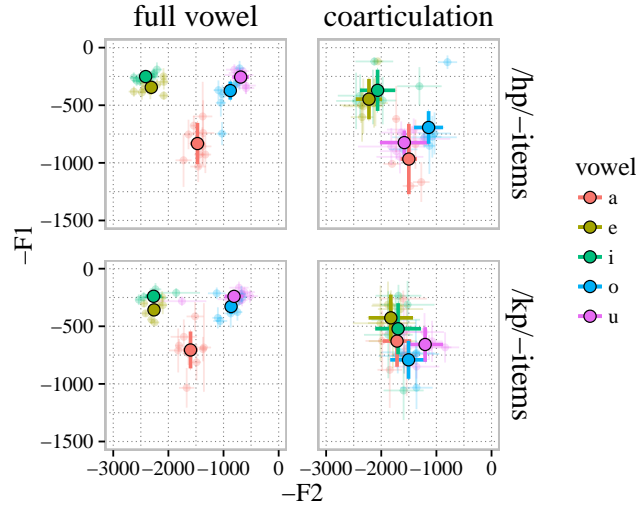 full vowel coarticulation
0
−500
−1000
−1500
/hp/−items
0
−500
−1000
−1500
/kp/−items
−3000 −2000 −1000 0 −3000 −2000 −1000 0
−F2
−F1
vowel
a
e
i
o
u